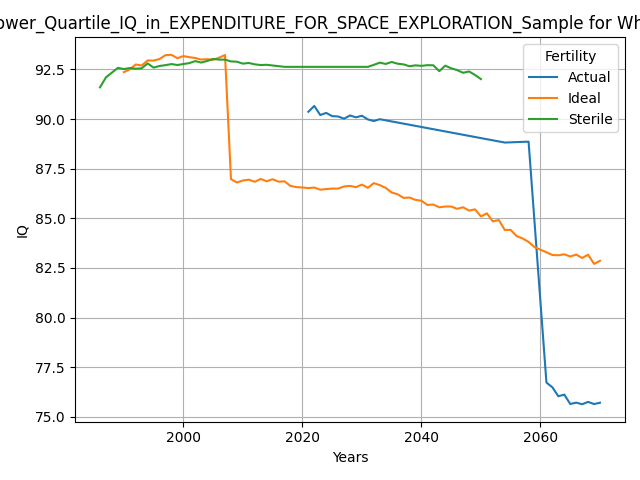 ower_Quartile_IQ_in_EXPENDITURE_FOR_SPACE_EXPLORATION_Sample for Wh
Fertility
Actual
Ideal
Sterile
92.5
90.0
87.5
85.0
82.5
80.0
77.5
75.0
IQ
2000
2020
2040
2060
Years